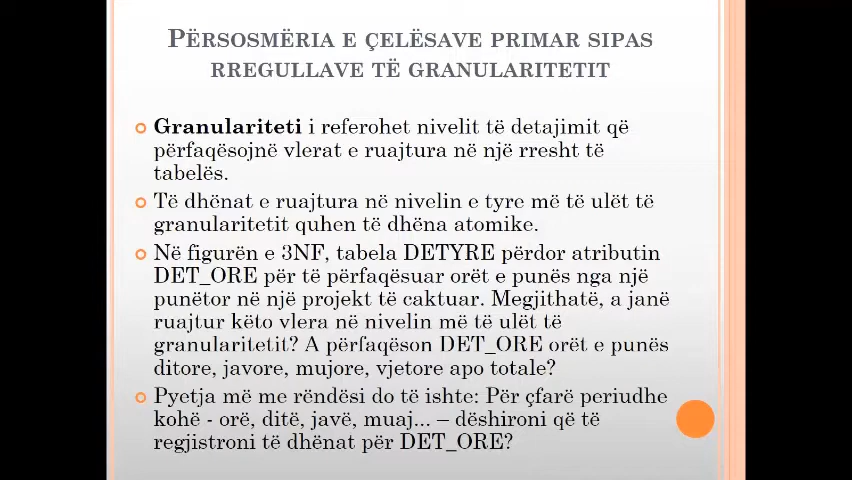 PËRSOSMËRIA E ÇELËSAVE PRIMAR SIPAS
RREGULLAVE TË GRANULARITETIT
Granulariteti i referohet nivelit të detajimit që
përfaqësojnë vlerat e ruajtura në një rresht të
tabelës.
Të dhënat e ruajtura në nivelin e tyre më të ulët të
granularitetit quhen të dhëna atomike.
Në figurën e 3NF, tabela DETYRE përdor atributin
DET_ORE për të përfaqësuar orët e punës nga një
punëtor në një projekt të caktuar. Megjithatë, a janë
ruajtur këto vlera në nivelin më të ulët të
granularitetit? A përfaqëson DET_ORE orët e punës
ditore, javore, mujore, vjetore apo totale?
Pyetja më me rëndësi do të ishte: Për çfarë periudhe
kohë - orë, ditë, javë, muaj... – dëshironi që të
regjistroni të dhënat për DET_ORE?